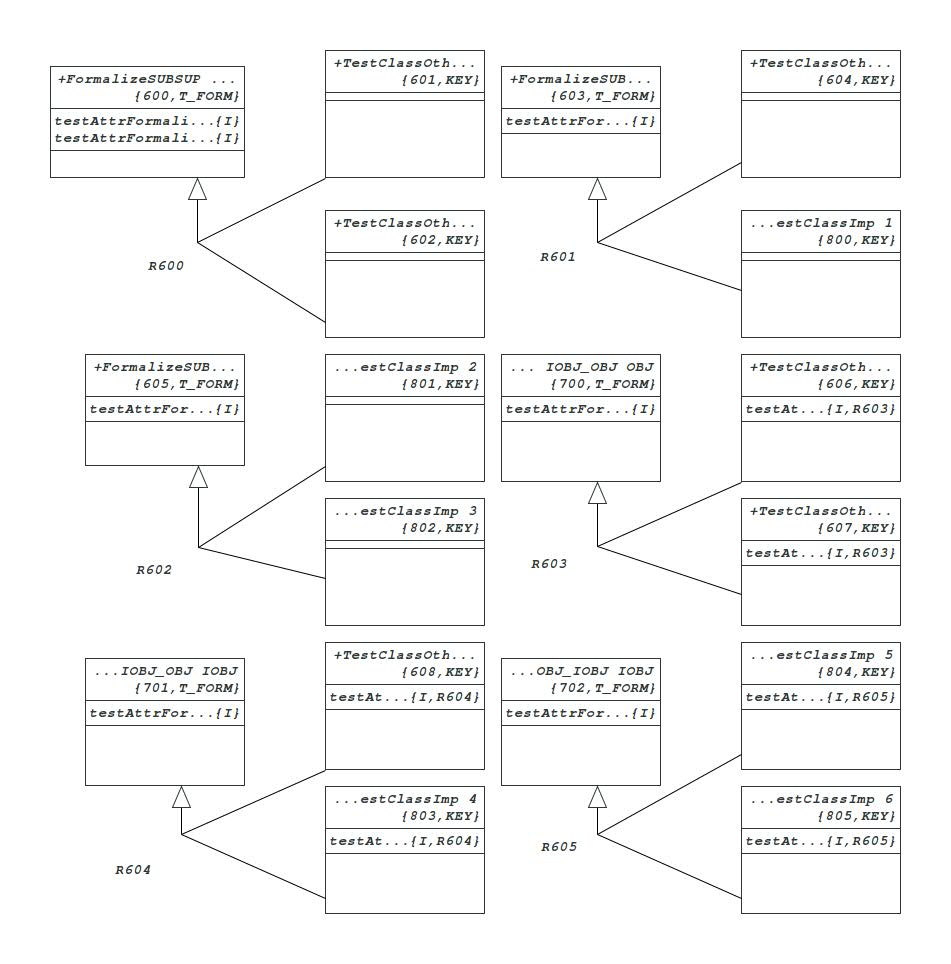 +FormalizeSUBSUP ...
{600,T_FORM}
testAttrFormali...{I}
testAttrFormali...{I}
+TestClassOth...
{601,KEY}
+TestClassOth...
{602,KEY}
R600
+FormalizeSUB...
{603,T_FORM}
testAttrFor...{I}
+TestClassOth...
{604,KEY}
...estClassImp 1
{800,KEY}
R601
+FormalizeSUB...
{605,T_FORM}
testAttrFor...{I}
...estClassImp 2
{801,KEY}
...estClassImp 3
{802,KEY}
R602
... IOBJ_OBJ OBJ
{700,T_FORM}
testAttrFor...{I}
+TestClassOth...
{606,KEY}
testAt...{I,R603}
+TestClassOth...
{607,KEY}
testAt...{I,R603}
R603
...IOBJ_OBJ IOBJ
{701,T_FORM}
testAttrFor...{I}
+TestClassOth...
{608,KEY}
testAt...{I,R604}
...estClassImp 4
{803,KEY}
testAt...{I,R604}
R604
...OBJ_IOBJ IOBJ
{702,T_FORM}
testAttrFor...{I}
...estClassImp 5
{804,KEY}
testAt...{I,R605}
...estClassImp 6
{805,KEY}
testAt...{I,R605}
R605